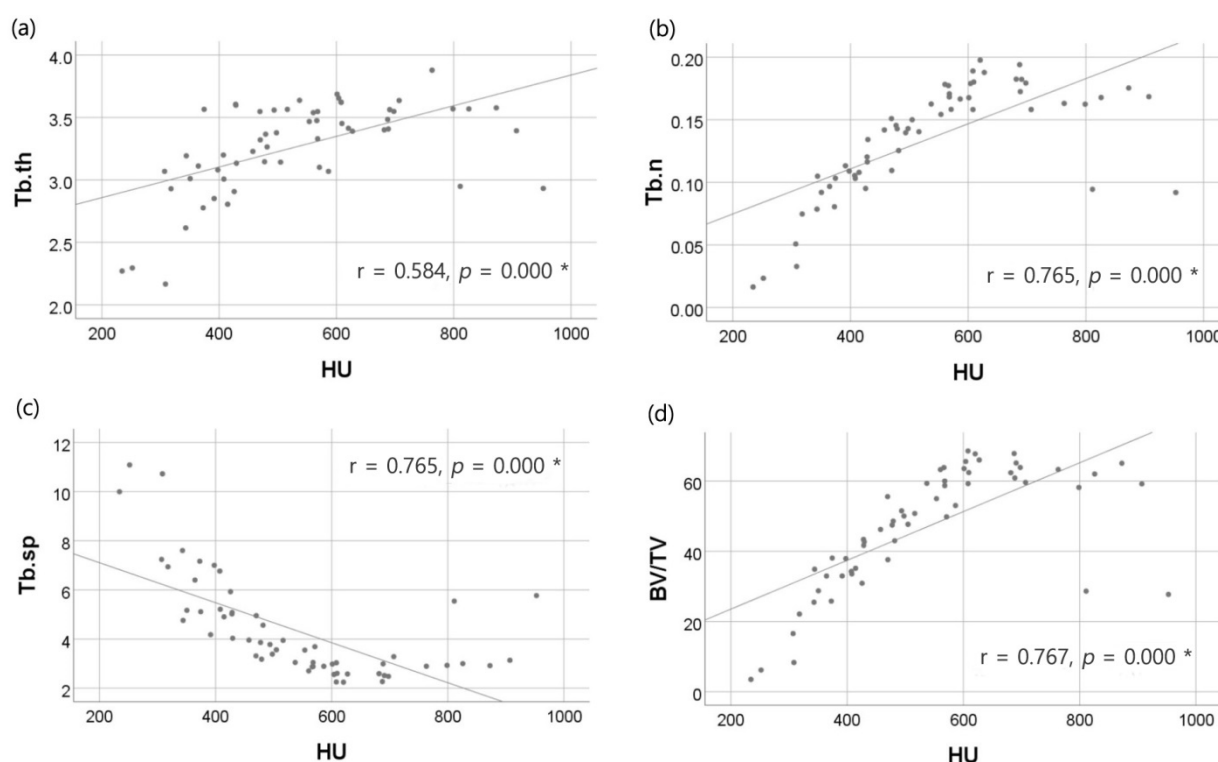 (a)
4.0
3.5
3.0
2.5
2.0
Tb.th
r = 0.584, p = 0.000 *
200 400 600 800 1000
HU
(b)
0.20
0.15
0.10
0.05
0.00
Tb.n
r = 0.765, p = 0.000 *
200 400 600 800 1000
HU
(c)
12
10
8
6
4
2
Tb.sp
r = 0.765, p = 0.000 *
200 400 600 800 1000
HU
(d)
60
40
20
0
BV/TV
r = 0.767, p = 0.000 *
200 400 600 800 1000
HU